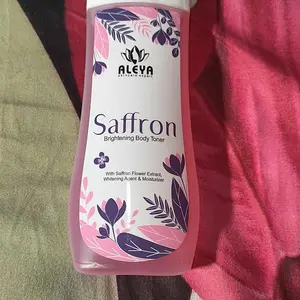 ALEYA
Saffron
Brightening Body Toner
With Saffron Flower Extract,
Whitening Agent & Moisturizer